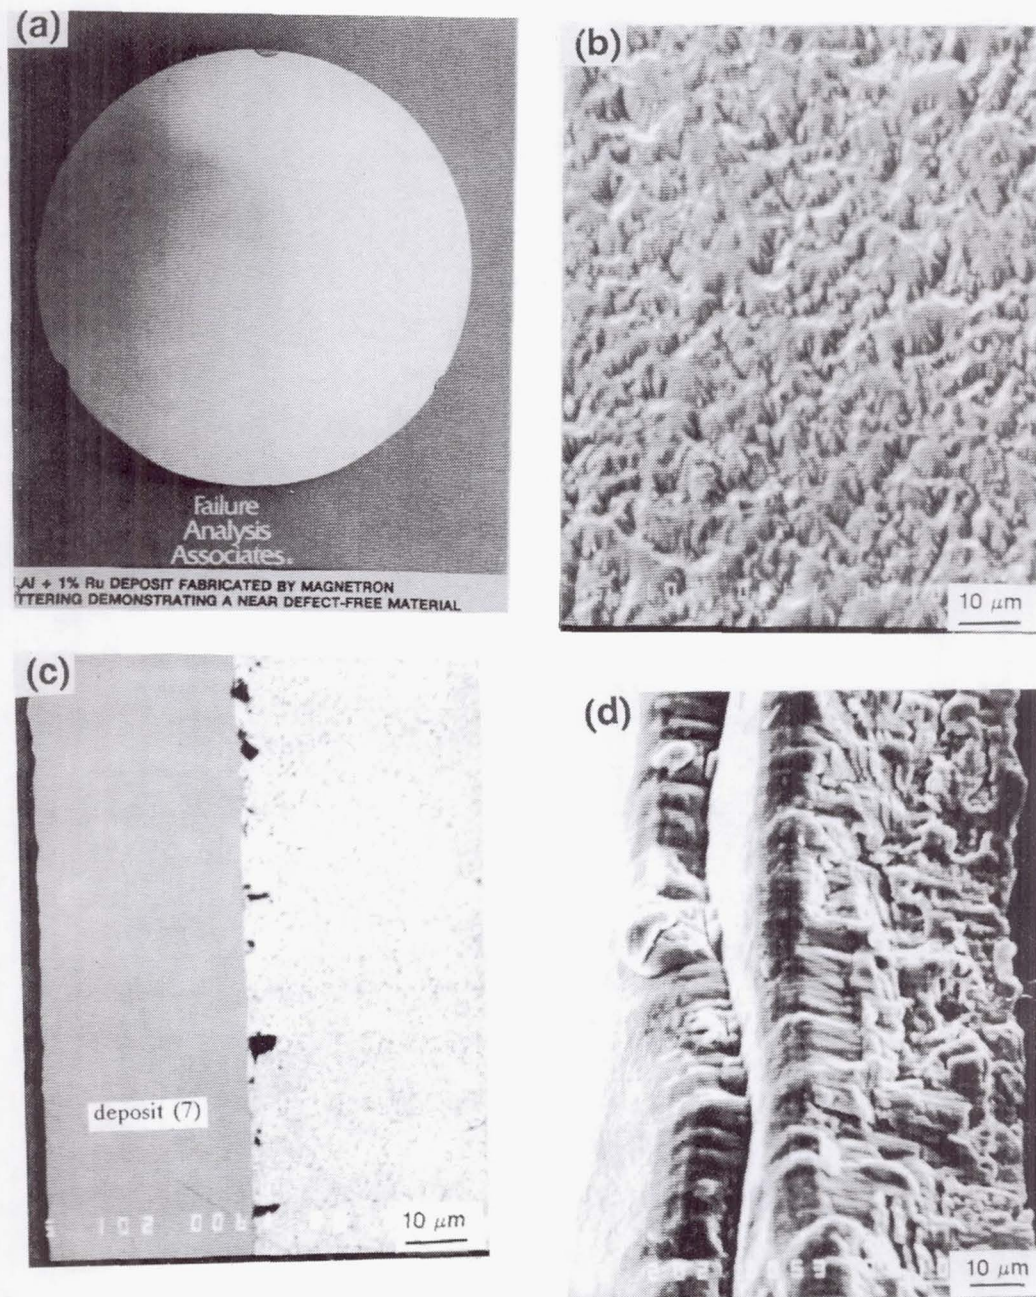 (a)
Failure
Analysis
Associates.
Al + 1% Ru DEPOSIT FABRICATED BY MAGNETRON
TTERING DEMONSTRATING A NEAR DEFECT-FREE MATERIAL
(b)
10 μm
(c)
deposit (7)
10 μm
(d)
10 μm